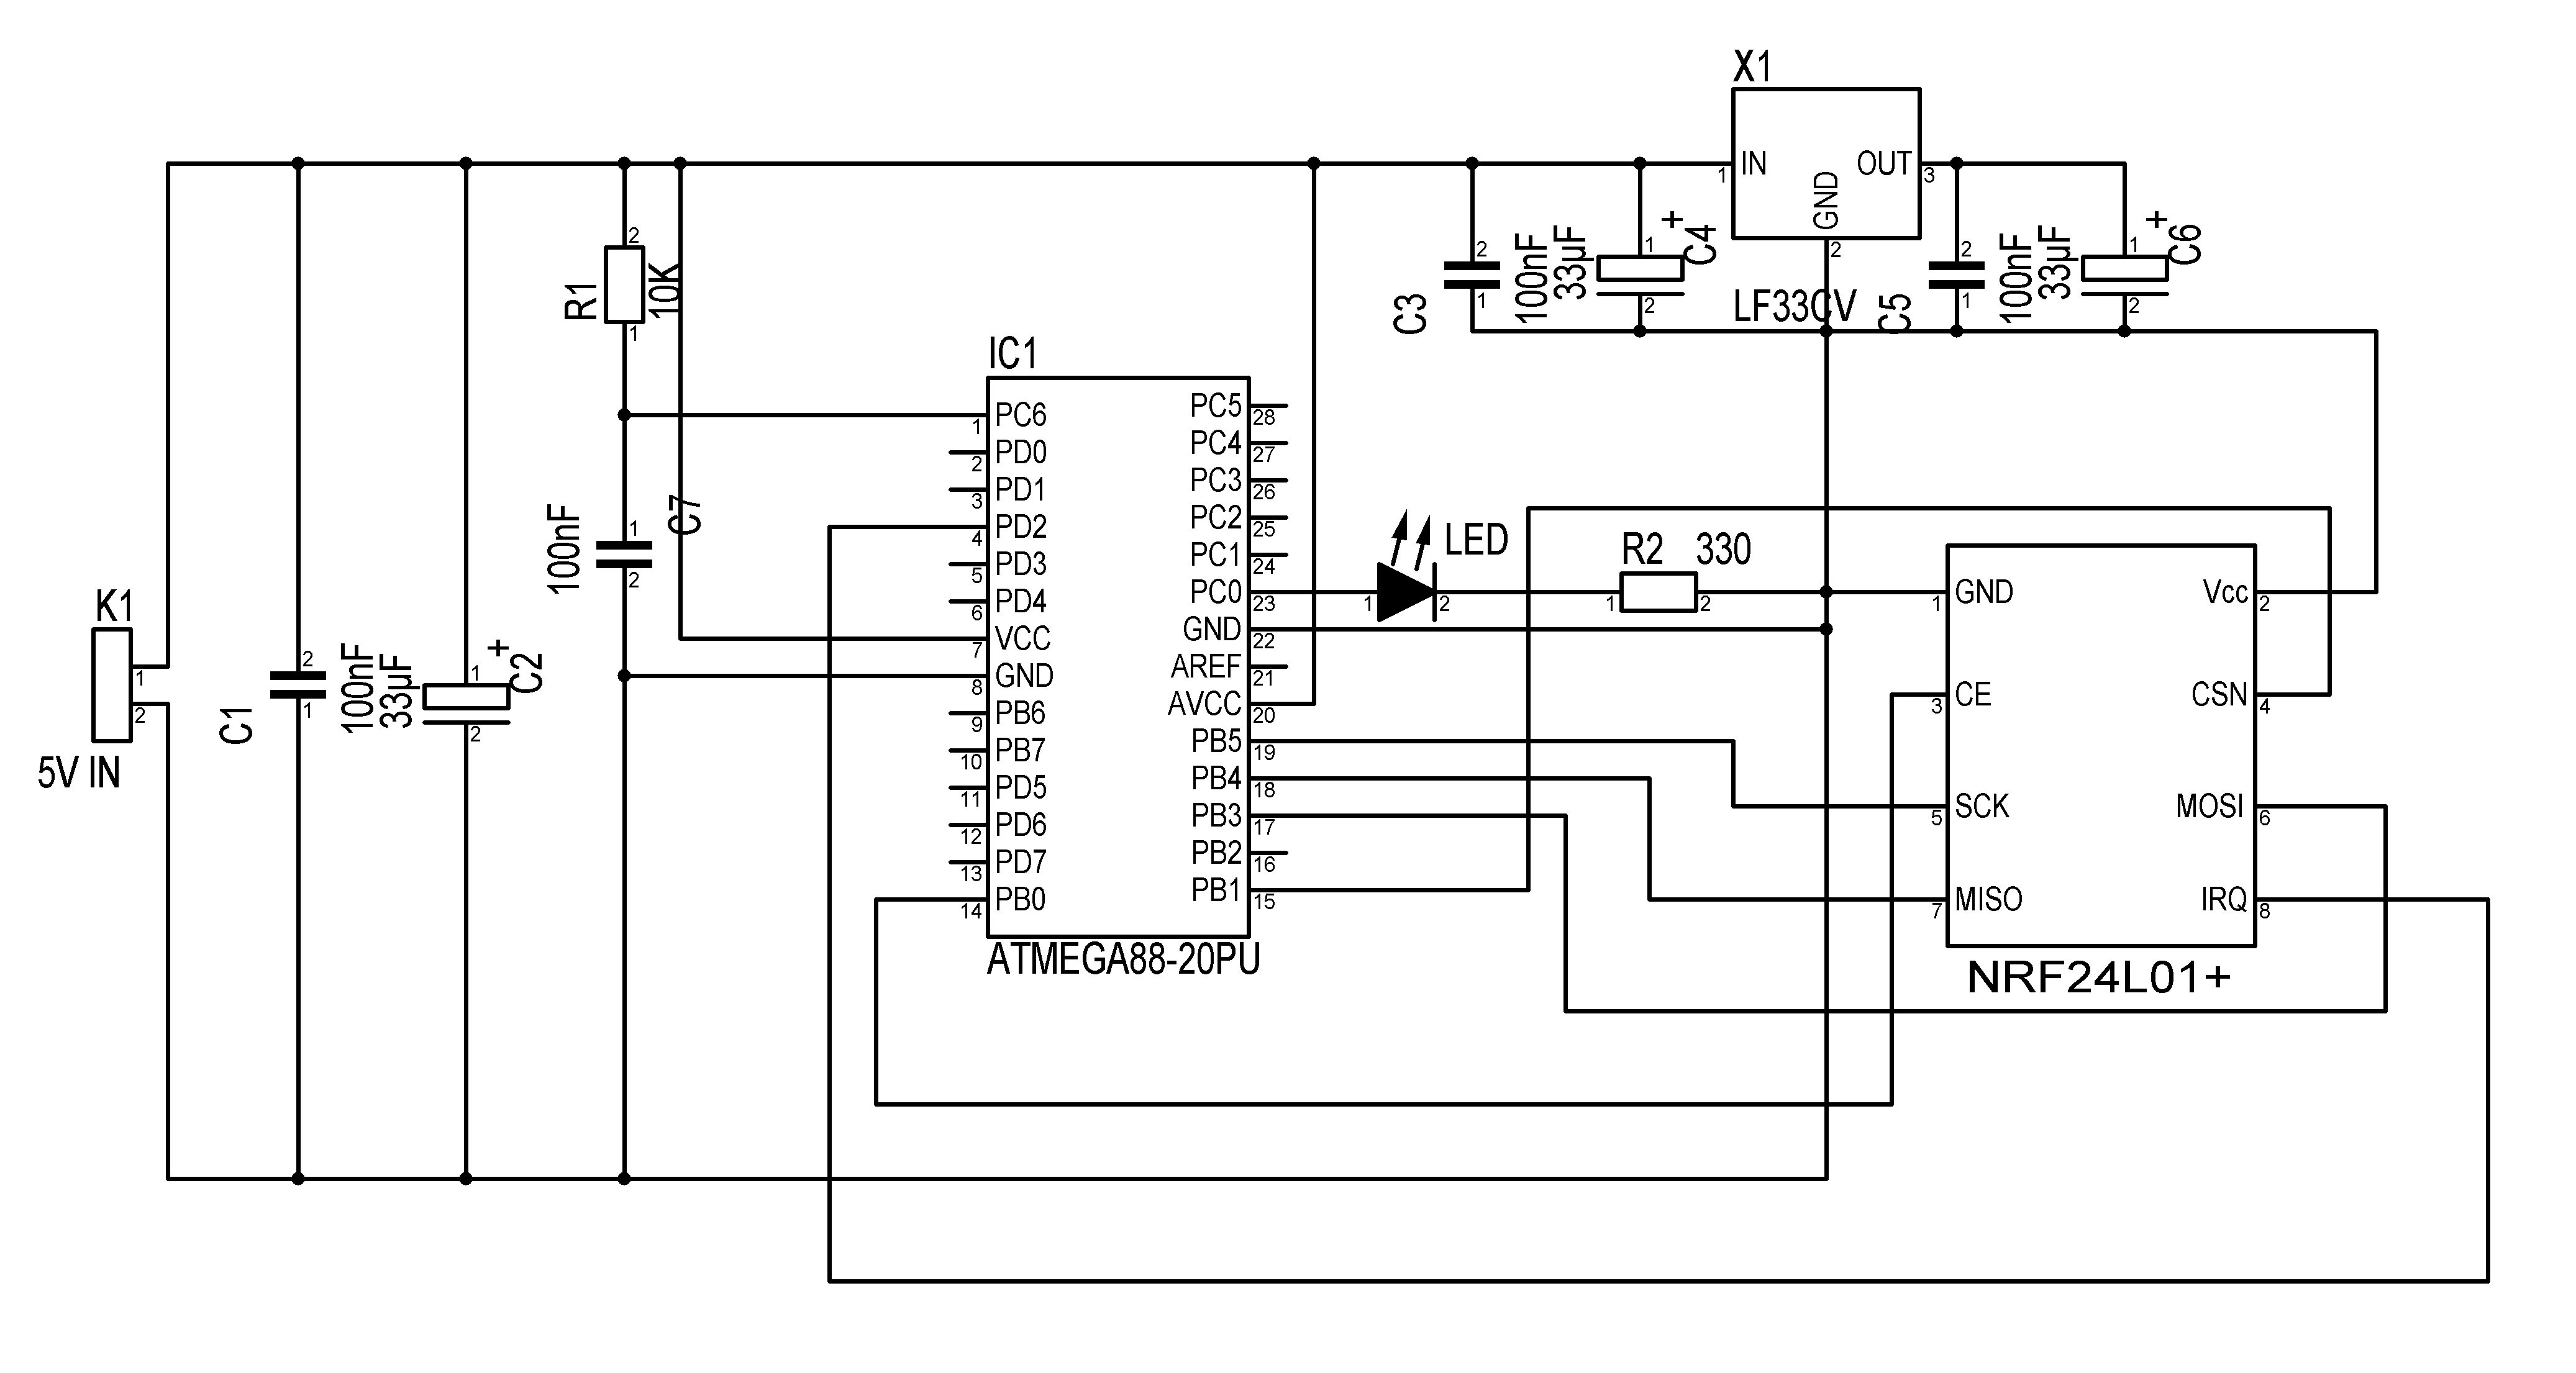 X1
IN
OUT
GND
1
3
2
LF33CV
2
1
C3
100nF
33µF
1
+
C4
2
2
1
C5
100nF
33µF
1
+
C6
2
2
R1
10K
1
1
C7
100nF
2
K1
1
2
5V IN
2
C1
100nF
1
33µF
1
+
C2
2
IC1
PC6
1
PD0
2
PD1
3
PD2
4
PD3
5
PD4
6
VCC
7
GND
8
PB6
9
PB7
10
PD5
11
PD6
12
PD7
13
PB0
14
PC5
28
PC4
27
PC3
26
PC2
25
PC1
24
PC0
23
GND
22
AREF
21
AVCC
20
PB5
19
PB4
18
PB3
17
PB2
16
PB1
15
ATMEGA88-20PU
LED
1
2
R2 330
1
2
GND
1
Vcc
2
CE
3
CSN
4
SCK
5
MOSI
6
MISO
7
IRQ
8
NRF24L01+